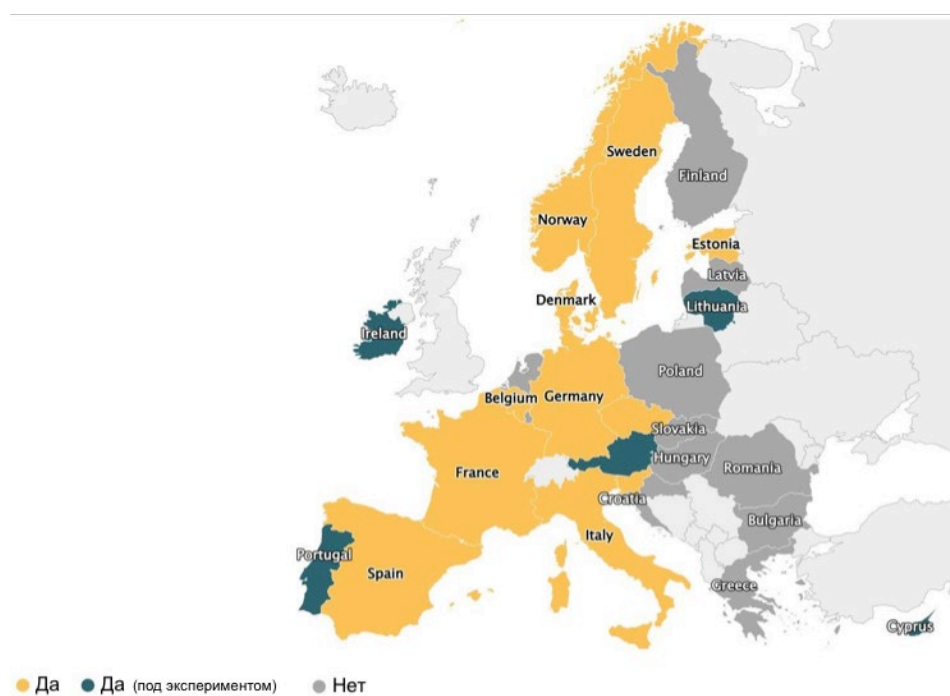 Sweden
Finland
Norway
Estonia
Latvia
Denmark
Lithuania
Ireland
Poland
Belgium Germany
Slovakia
Hungary
France
Romania
Croatia
Bulgaria
Italy
Portugal
Spain
Greece
Cyprus
Да Да (под экспериментом) Нет